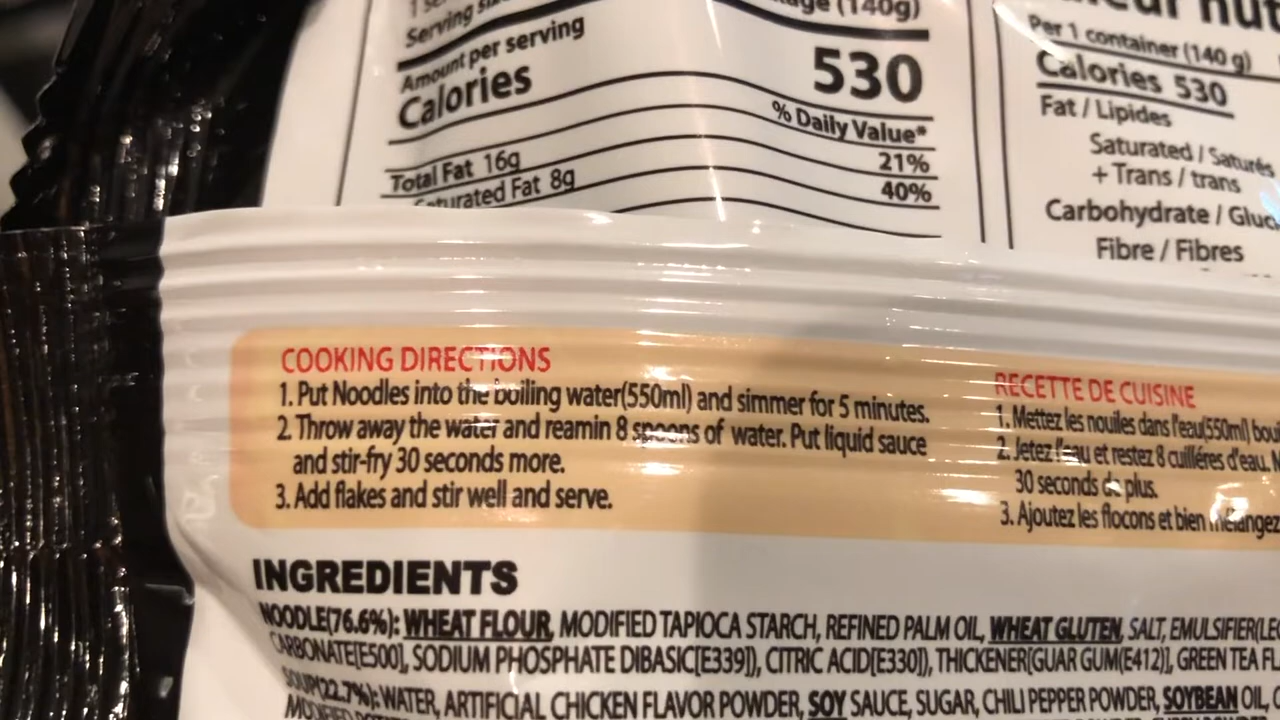 Serving
(140g)
Amount per serving
Calories 530
% Daily Value*
Total Fat 16g 21%
Saturated Fat 8g 40%
Per 1 container (140 g)
Calories 530
Fat / Lipides
Saturated / Saturés
+ Trans / trans
Carbohydrate /
Fibre / Fibres
COOKING DIRECTIONS
1. Put Noodles into the boiling water(550ml) and simmer for 5 minutes.
2. Throw away the water and reamin 8 spoons of water. Put liquid sauce
and stir-fry 30 seconds more.
3. Add flakes and stir well and serve.
RECETTE DE CUISINE
1. Mettez les nouiles dans l'eau(550ml)
2. Jetez l'eau et restez 8 cuilléres d'eau.
30 seconds de plus.
3. Ajoutez les flocons et bien mélangez
INGREDIENTS
NOODLE(76.6%): WHEAT FLOUR, MODIFIED TAPIOCA STARCH, REFINED PALM OIL, WHEAT GLUTEN, SALT,
CARBONATE[E500], SODIUM PHOSPHATE DIBASIC[E339]), CITRIC ACID[E330]), THICKENER[GUAR GUM(E412)], GREEN TEA
SOUP(22.7%): WATER, ARTIFICIAL CHICKEN FLAVOR POWDER, SOY SAUCE, SUGAR, CHILI PEPPER POWDER, SOYBEAN OIL,